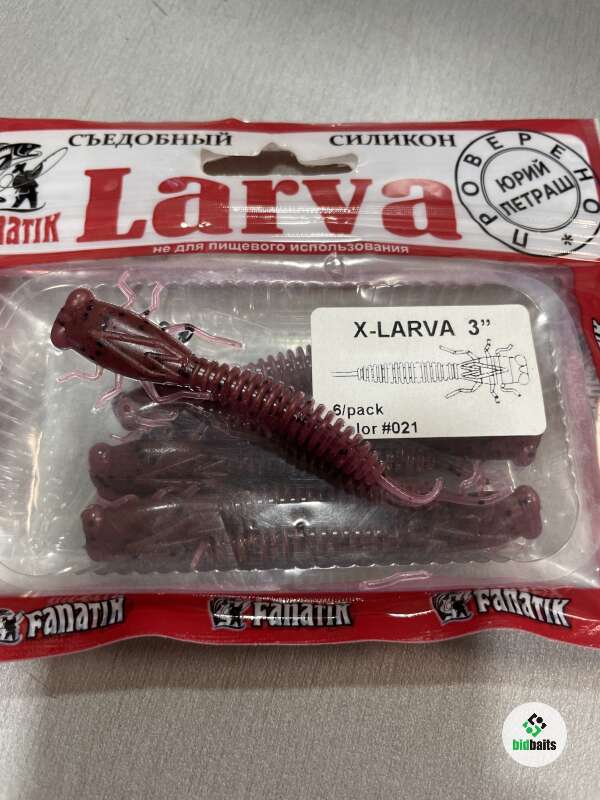 СЪЕДОБНЫЙ СИЛИКОН
Larva
не для пищевого использования
ПРОВЕРЕНО *
ЮРИЙ
ПЕТРАШ
NATIK
X-LARVA 3”
6/pack
lor #021
FANATIK FANATIK FANATIK
bidbaits